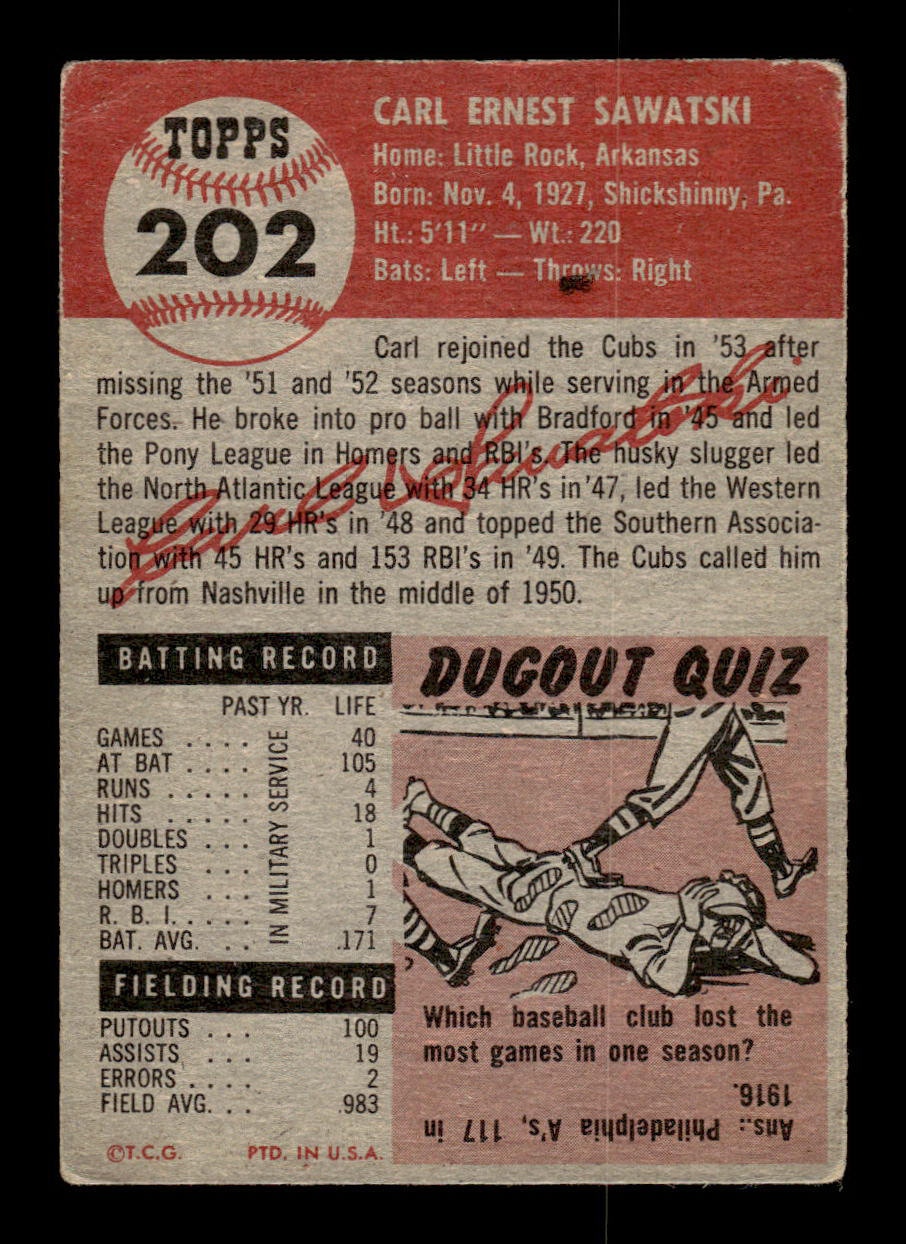 TOPPS
202
CARL ERNEST SAWATSKI
Home: Little Rock, Arkansas
Born: Nov. 4, 1927, Shickshinny, Pa.
Ht.: 5'11" — Wt.: 220
Bats: Left — Throws: Right
Carl rejoined the Cubs in '53 after
missing the '51 and '52 seasons while serving in the Armed
Forces. He broke into pro ball with Bradford in '45 and led
the Pony League in Homers and RBI's. The husky slugger led
the North Atlantic League with 34 HR's in '47, led the Western
League with 29 HR's in '48 and topped the Southern Associa-
tion with 45 HR's and 153 RBI's in '49. The Cubs called him
up from Nashville in the middle of 1950.
Carl Sawatski
BATTING RECORD
PAST YR. LIFE
GAMES .... 40
AT BAT .... 105
RUNS ..... 4
HITS ..... 18
DOUBLES ... 1
TRIPLES ... 0
HOMERS ... 1
R. B. I. .... 7
BAT. AVG. .. .171
IN MILITARY SERVICE
FIELDING RECORD
PUTOUTS ... 100
ASSISTS ... 19
ERRORS .... 2
FIELD AVG. .. .983
©T.C.G. PTD. IN U.S.A.
DUGOUT QUIZ
Which baseball club lost the
most games in one season?
Ans.: Philadelphia A's, 117 in
1916.